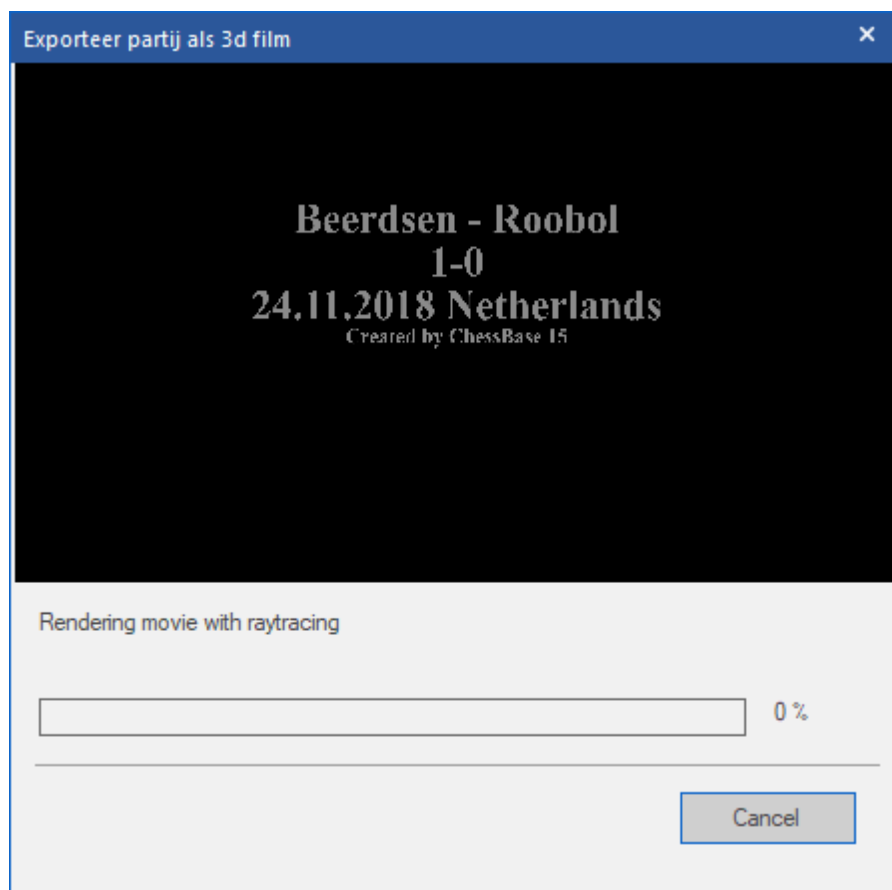 Exporteer partij als 3d film
Beerdsen - Roobol
1-0
24.11.2018 Netherlands
Created by ChessBase 15
Rendering movie with raytracing
0 %
Cancel